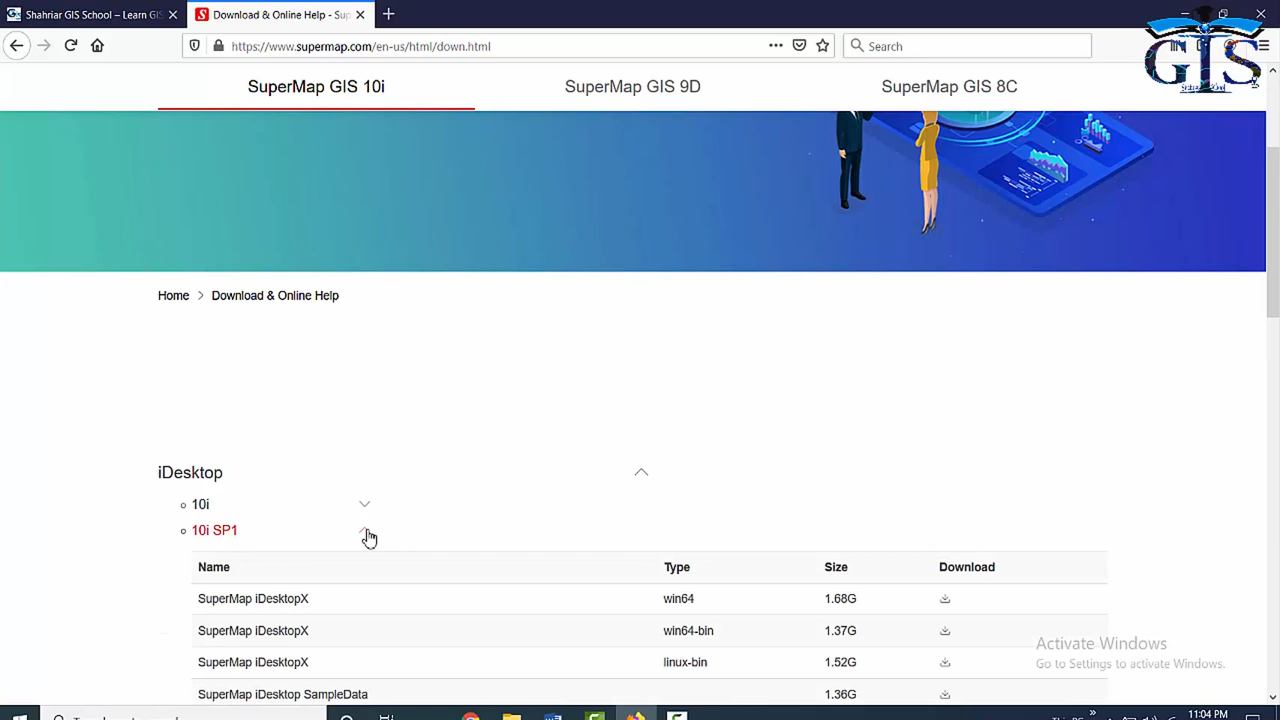 Shahriar GIS School – Learn GIS
Download & Online Help - Sup
https://www.supermap.com/en-us/html/down.html
Search
GIS
SuperMap GIS 10i
SuperMap GIS 9D
SuperMap GIS 8C
Home > Download & Online Help
iDesktop
10i
10i SP1
Name Type Size Download
SuperMap iDesktopX win64 1.68G
SuperMap iDesktopX win64-bin 1.37G
SuperMap iDesktopX linux-bin 1.52G
SuperMap iDesktop SampleData 1.36G
Activate Windows
Go to Settings to activate Windows.
11:04 PM